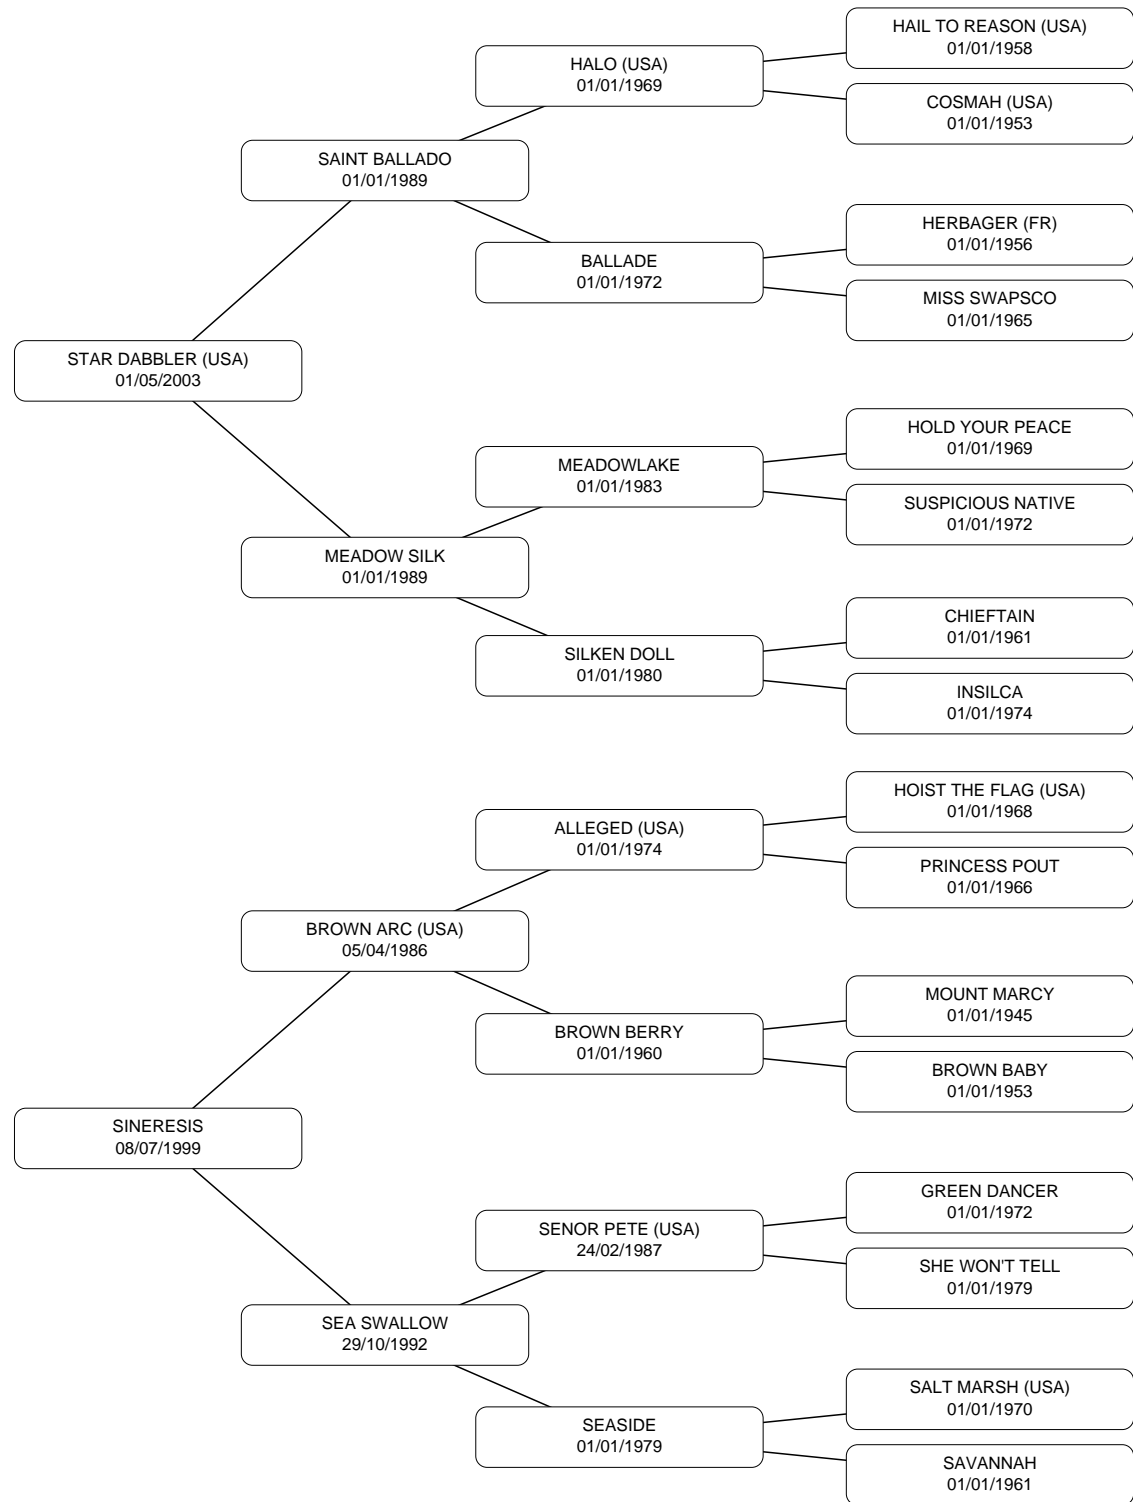 HAIL TO REASON (USA)
01/01/1958
HALO (USA)
01/01/1969
COSMAH (USA)
01/01/1953
SAINT BALLADO
01/01/1989
HERBAGER (FR)
01/01/1956
BALLADE
01/01/1972
MISS SWAPSCO
01/01/1965
STAR DABBLER (USA)
01/05/2003
HOLD YOUR PEACE
01/01/1969
MEADOWLAKE
01/01/1983
SUSPICIOUS NATIVE
01/01/1972
MEADOW SILK
01/01/1989
CHIEFTAIN
01/01/1961
SILKEN DOLL
01/01/1980
INSILCA
01/01/1974
HOIST THE FLAG (USA)
01/01/1968
ALLEGED (USA)
01/01/1974
PRINCESS POUT
01/01/1966
BROWN ARC (USA)
05/04/1986
MOUNT MARCY
01/01/1945
BROWN BERRY
01/01/1960
BROWN BABY
01/01/1953
SINERESIS
08/07/1999
GREEN DANCER
01/01/1972
SENOR PETE (USA)
24/02/1987
SHE WON'T TELL
01/01/1979
SEA SWALLOW
29/10/1992
SALT MARSH (USA)
01/01/1970
SEASIDE
01/01/1979
SAVANNAH
01/01/1961